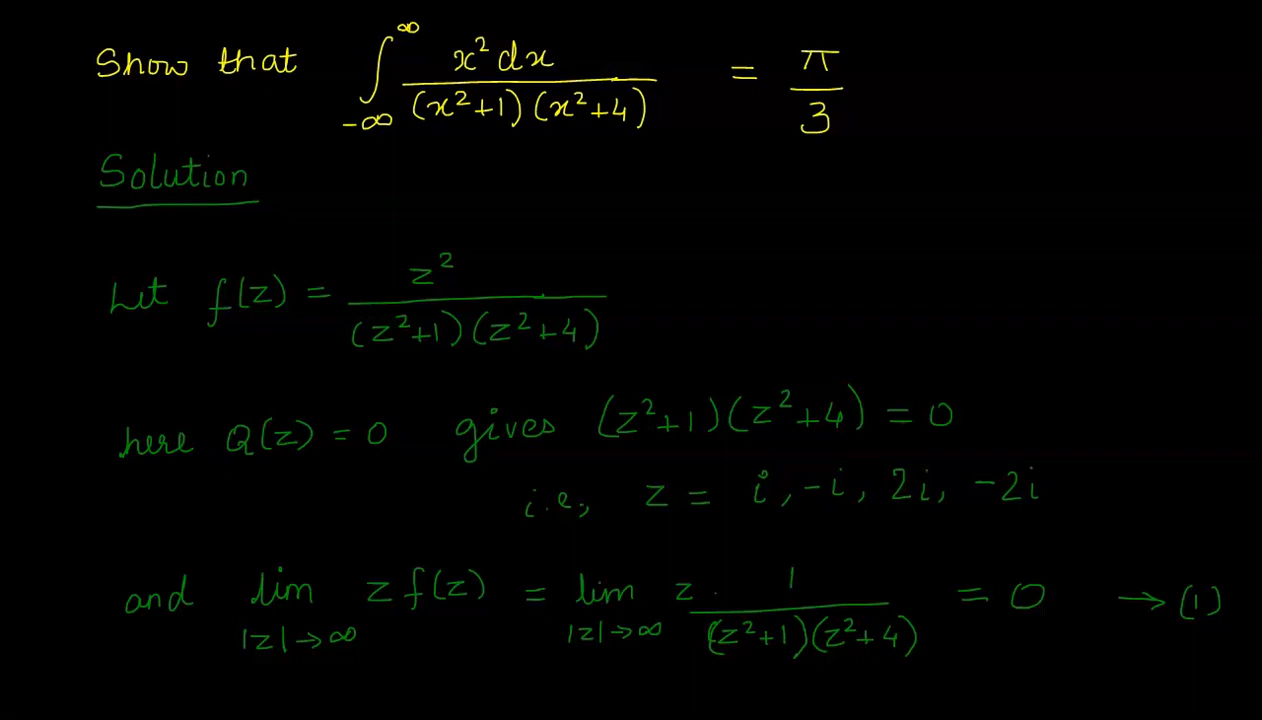 Show that ∫_{-∞}^{∞} x² dx / (x²+1)(x²+4) = π/3
Solution
Let f(z) = z² / (z²+1)(z²+4)
here Q(z) = 0 gives (z²+1)(z²+4) = 0
i.e., z = i, -i, 2i, -2i
and lim_{|z|→∞} z f(z) = lim_{|z|→∞} z · 1 / (z²+1)(z²+4) = 0 → (1)